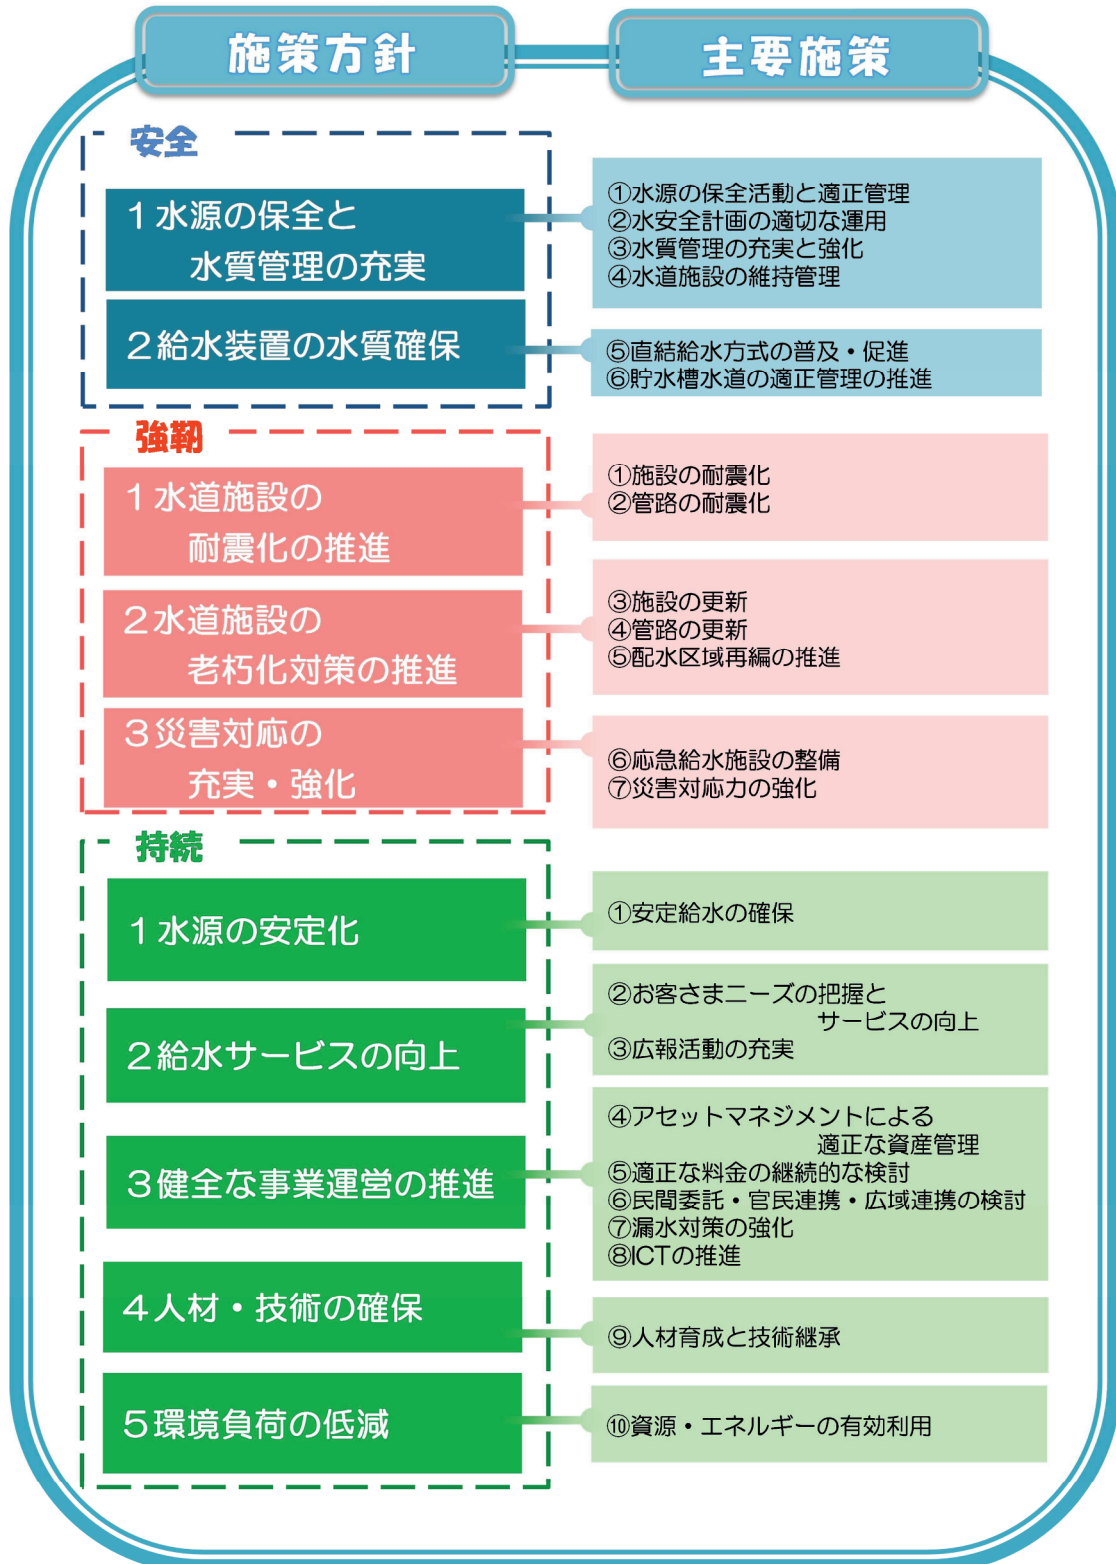 施策方針
主要施策
安全
１水源の保全と
水質管理の充実
①水源の保全活動と適正管理
②水安全計画の適切な運用
③水質管理の充実と強化
④水道施設の維持管理
２給水装置の水質確保
⑤直結給水方式の普及・促進
⑥貯水槽水道の適正管理の推進
強靭
１水道施設の
耐震化の推進
①施設の耐震化
②管路の耐震化
２水道施設の
老朽化対策の推進
③施設の更新
④管路の更新
⑤配水区域再編の推進
３災害対応の
充実・強化
⑥応急給水施設の整備
⑦災害対応力の強化
持続
１水源の安定化
①安定給水の確保
２給水サービスの向上
②お客さまニーズの把握と
サービスの向上
③広報活動の充実
３健全な事業運営の推進
④アセットマネジメントによる
適正な資産管理
⑤適正な料金の継続的な検討
⑥民間委託・官民連携・広域連携の検討
⑦漏水対策の強化
⑧ICTの推進
４人材・技術の確保
⑨人材育成と技術継承
５環境負荷の低減
⑩資源・エネルギーの有効利用